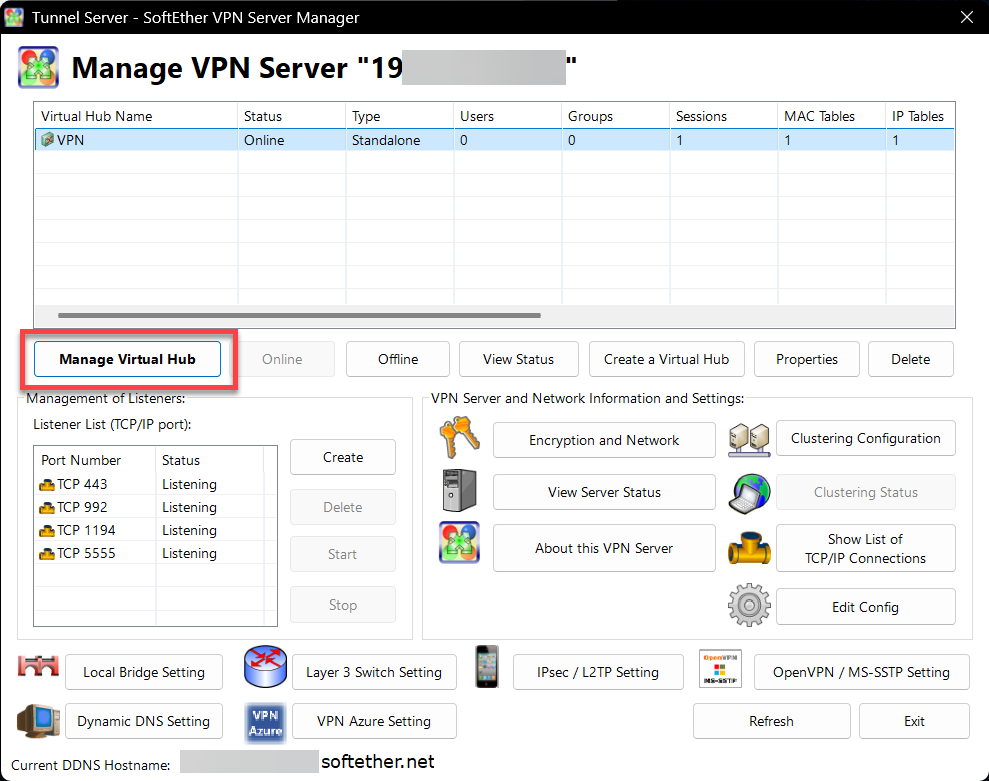 Tunnel Server - SoftEther VPN Server Manager
Manage VPN Server "19 "
Virtual Hub Name Status Type Users Groups Sessions MAC Tables IP Tables
VPN Online Standalone 0 0 1 1 1
Manage Virtual Hub Online Offline View Status Create a Virtual Hub Properties Delete
Management of Listeners:
Listener List (TCP/IP port):
Port Number Status
TCP 443 Listening
TCP 992 Listening
TCP 1194 Listening
TCP 5555 Listening
Create
Delete
Start
Stop
VPN Server and Network Information and Settings:
Encryption and Network
Clustering Configuration
View Server Status
Clustering Status
About this VPN Server
Show List of
TCP/IP Connections
Edit Config
Local Bridge Setting
Layer 3 Switch Setting
IPsec / L2TP Setting
OpenVPN
MS-SSTP
OpenVPN / MS-SSTP Setting
Dynamic DNS Setting
VPN
Azure
VPN Azure Setting
Refresh
Exit
Current DDNS Hostname: softether.net